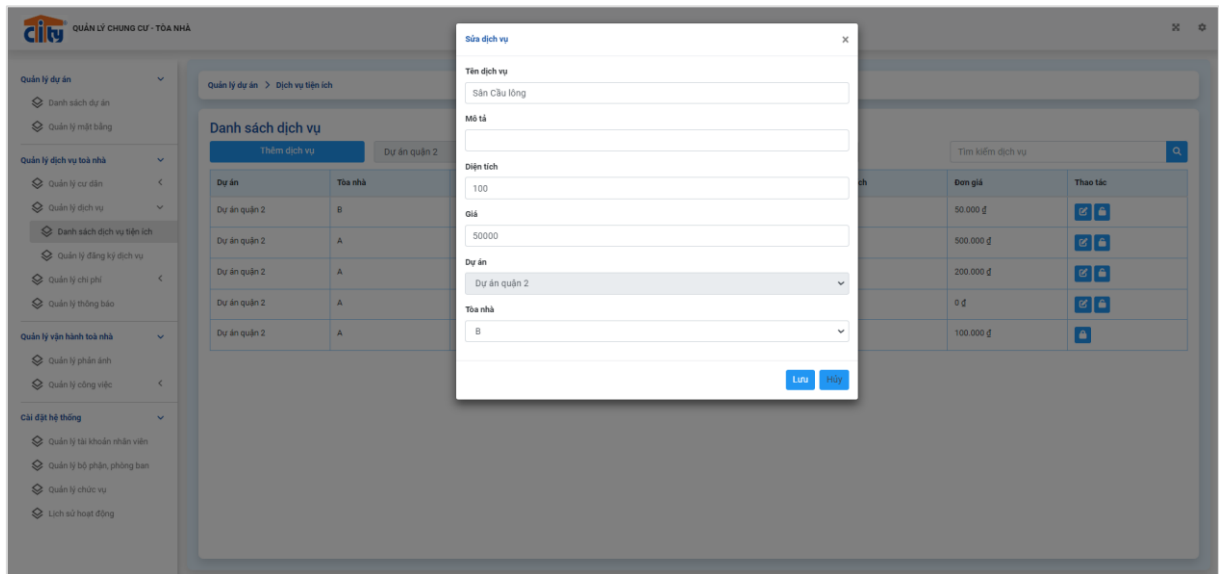 City QUẢN LÝ CHUNG CƯ - TÒA NHÀ
Sửa dịch vụ ×
Tên dịch vụ
Sân Cầu lông
Mô tả
Diện tích
100
Giá
50000
Dự án
Dự án quận 2
Tòa nhà
B
Lưu Hủy
Quản lý dự án
Danh sách dự án
Quản lý mặt bằng
Quản lý dịch vụ toà nhà
Quản lý cư dân
Quản lý dịch vụ
Danh sách dịch vụ tiện ích
Quản lý đăng ký dịch vụ
Quản lý chi phí
Quản lý thông báo
Quản lý vận hành toà nhà
Quản lý phản ánh
Quản lý công việc
Cài đặt hệ thống
Quản lý tài khoản nhân viên
Quản lý bộ phận, phòng ban
Quản lý chức vụ
Lịch sử hoạt động
Quản lý dự án > Dịch vụ tiện ích
Danh sách dịch vụ
Thêm dịch vụ Dự án quận 2 Tìm kiếm dịch vụ
Dự án Tòa nhà ch Đơn giá Thao tác
Dự án quận 2 B 50.000 ₫
Dự án quận 2 A 500.000 ₫
Dự án quận 2 A 200.000 ₫
Dự án quận 2 A 0 ₫
Dự án quận 2 A 100.000 ₫